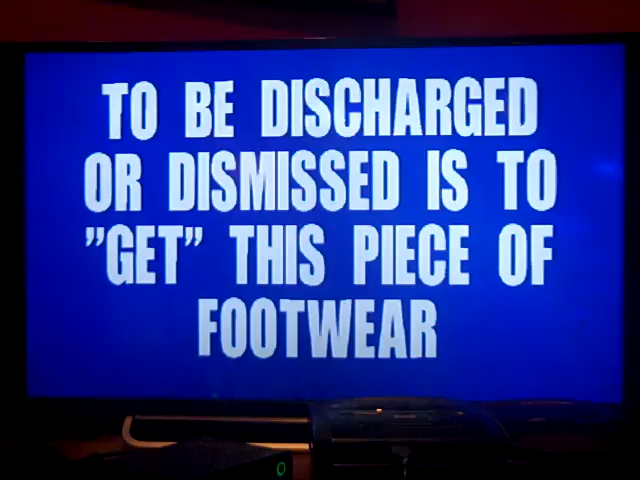 TO BE DISCHARGED
OR DISMISSED IS TO
"GET" THIS PIECE OF
FOOTWEAR